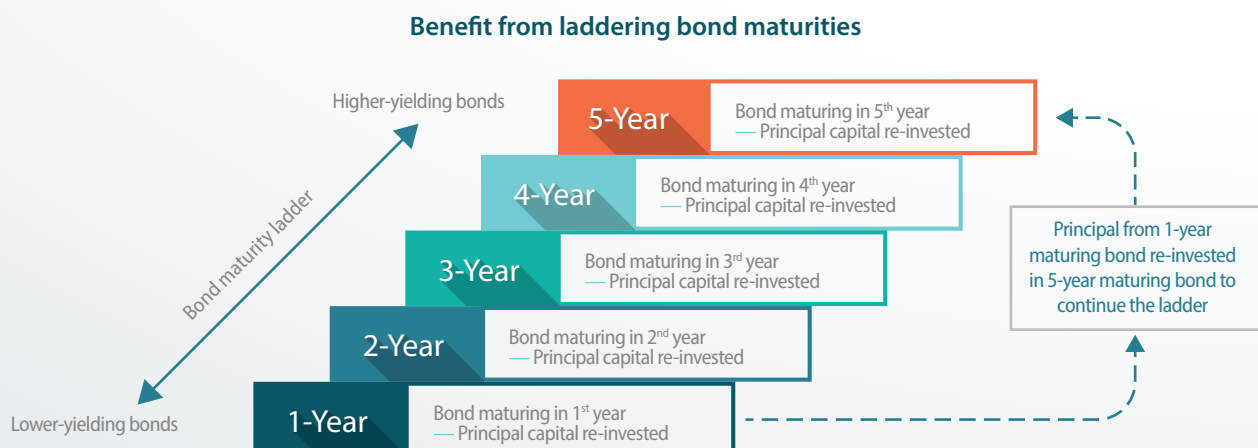 Benefit from laddering bond maturities
Higher-yielding bonds
Bond maturity ladder
Lower-yielding bonds
5-Year
Bond maturing in 5th year
— Principal capital re-invested
4-Year
Bond maturing in 4th year
— Principal capital re-invested
3-Year
Bond maturing in 3rd year
— Principal capital re-invested
2-Year
Bond maturing in 2nd year
— Principal capital re-invested
1-Year
Bond maturing in 1st year
— Principal capital re-invested
Principal from 1-year
maturing bond re-invested
in 5-year maturing bond to
continue the ladder